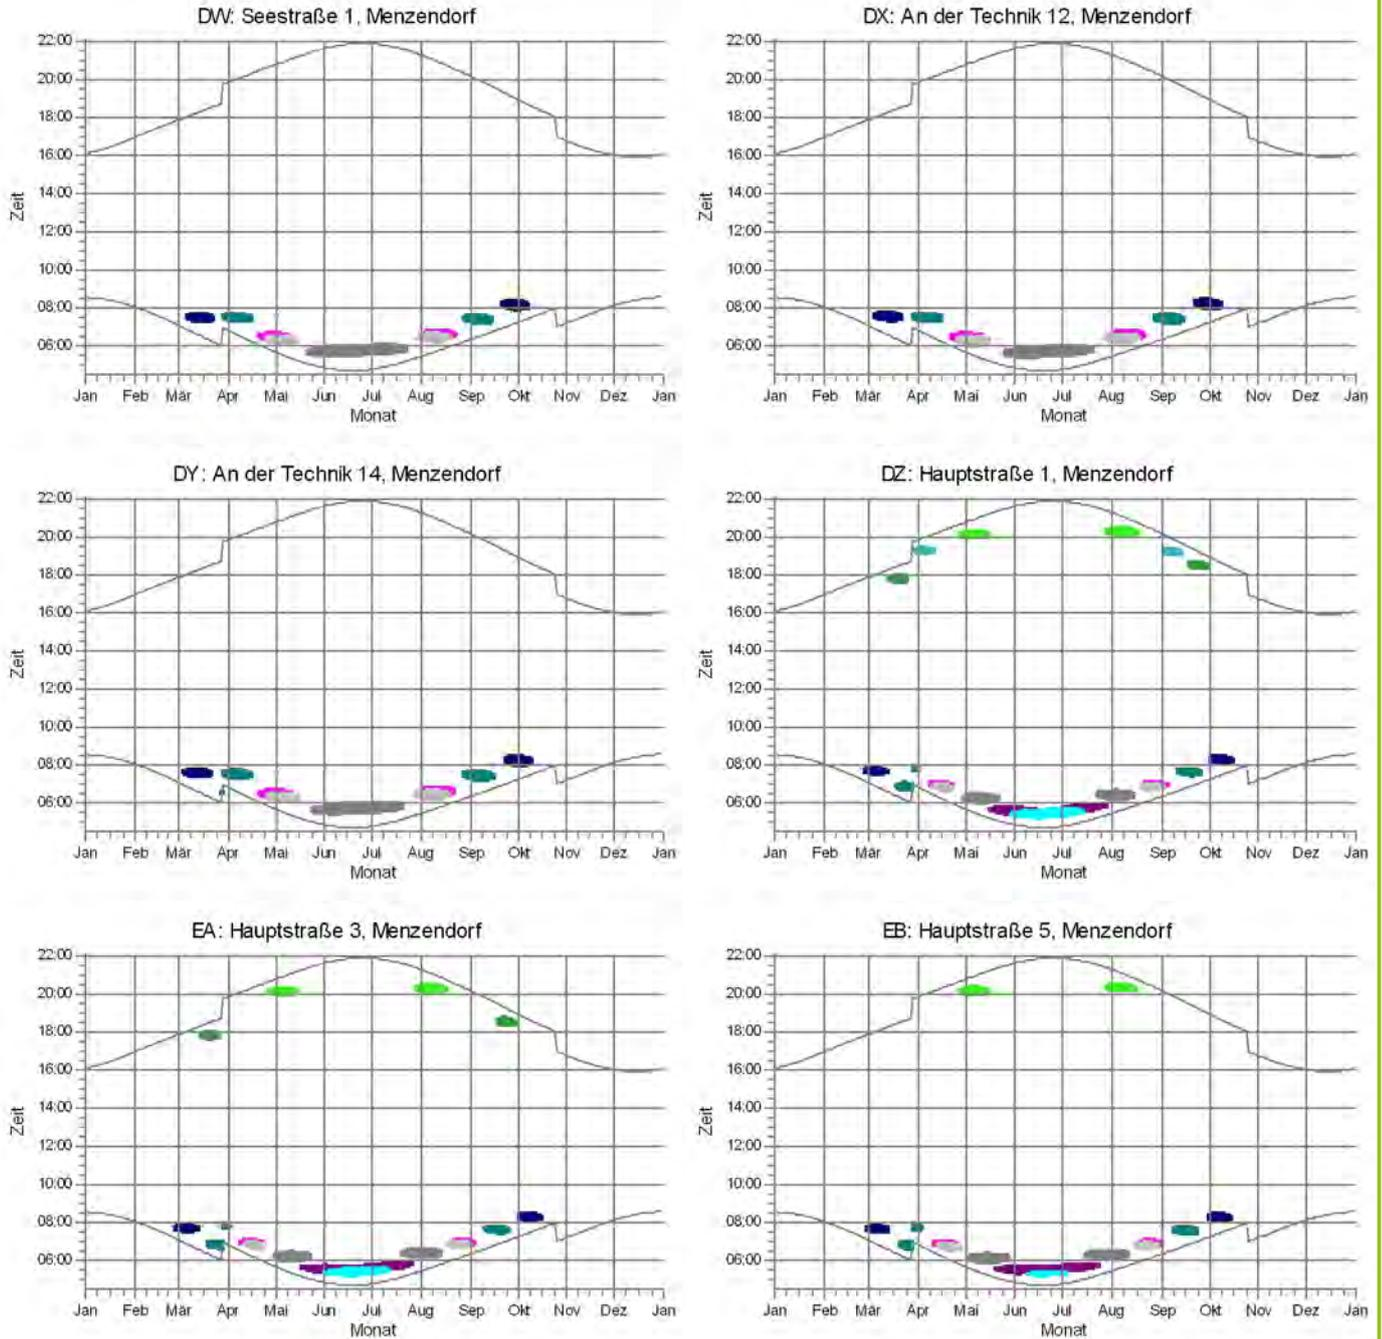 DW: Seestraße 1, Menzendorf
22:00
20:00
18:00
16:00
14:00
12:00
10:00
08:00
06:00
Zeit
Jan Feb Mär Apr Mai Jun Jul Aug Sep Okt Nov Dez Jan
Monat
DX: An der Technik 12, Menzendorf
22:00
20:00
18:00
16:00
14:00
12:00
10:00
08:00
06:00
Zeit
Jan Feb Mär Apr Mai Jun Jul Aug Sep Okt Nov Dez Jan
Monat
DY: An der Technik 14, Menzendorf
22:00
20:00
18:00
16:00
14:00
12:00
10:00
08:00
06:00
Zeit
Jan Feb Mär Apr Mai Jun Jul Aug Sep Okt Nov Dez Jan
Monat
DZ: Hauptstraße 1, Menzendorf
22:00
20:00
18:00
16:00
14:00
12:00
10:00
08:00
06:00
Zeit
Jan Feb Mär Apr Mai Jun Jul Aug Sep Okt Nov Dez Jan
Monat
EA: Hauptstraße 3, Menzendorf
22:00
20:00
18:00
16:00
14:00
12:00
10:00
08:00
06:00
Zeit
Jan Feb Mär Apr Mai Jun Jul Aug Sep Okt Nov Dez Jan
Monat
EB: Hauptstraße 5, Menzendorf
22:00
20:00
18:00
16:00
14:00
12:00
10:00
08:00
06:00
Zeit
Jan Feb Mär Apr Mai Jun Jul Aug Sep Okt Nov Dez Jan
Monat